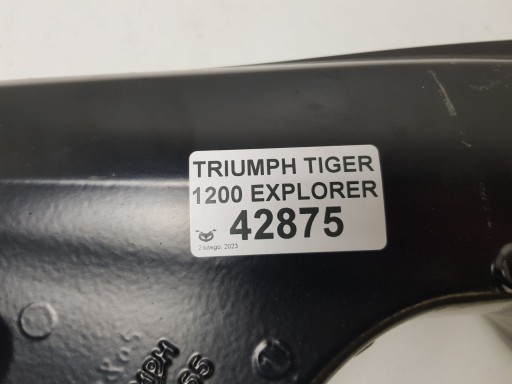 TRIUMPH TIGER
1200 EXPLORER
42875
2 lutego, 2023